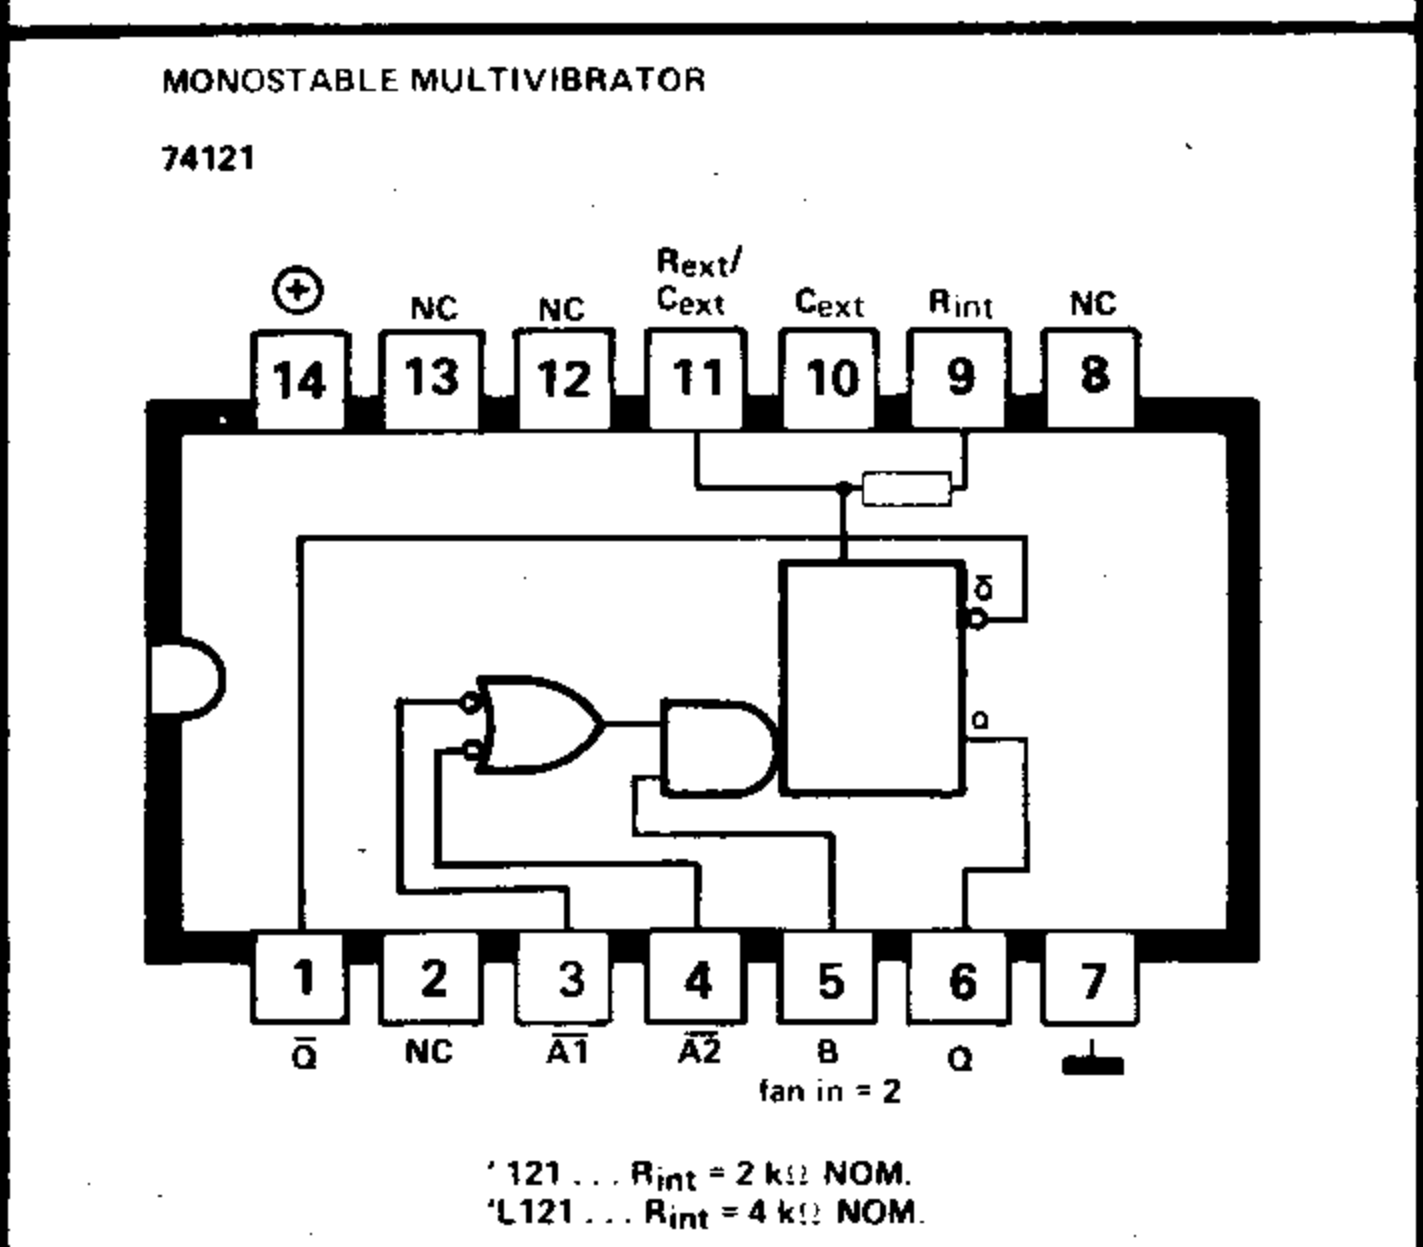 MONOSTABLE MULTIVIBRATOR
74121
Rext/
⊕ NC NC Cext Cext Rint NC
14 13 12 11 10 9 8
Q̅
Q
1 2 3 4 5 6 7
Q̅ NC A̅1̅ A̅2̅ B Q
fan in = 2
'121 ... Rint = 2 kΩ NOM.
'L121 ... Rint = 4 kΩ NOM.